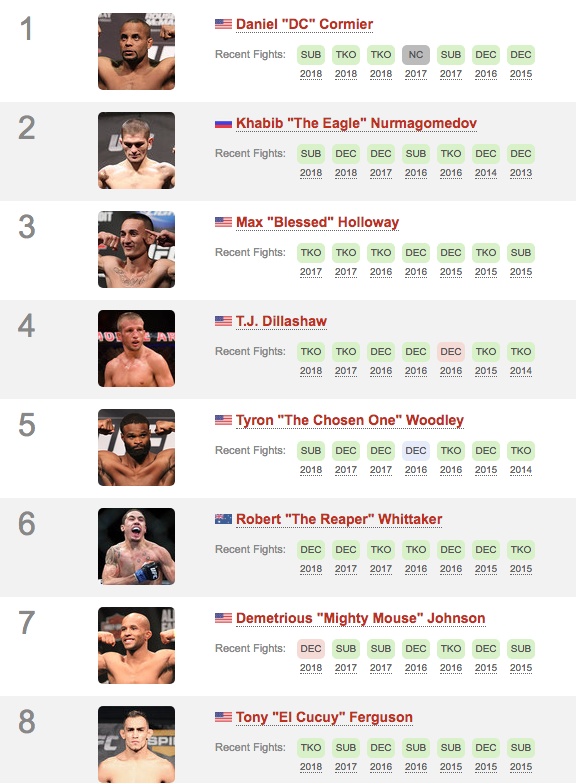 1
Daniel "DC" Cormier
Recent Fights: SUB TKO TKO NC SUB DEC DEC
2018 2018 2018 2017 2017 2016 2015
2
Khabib "The Eagle" Nurmagomedov
Recent Fights: SUB DEC DEC SUB TKO DEC DEC
2018 2018 2017 2016 2016 2014 2013
3
Max "Blessed" Holloway
Recent Fights: TKO TKO TKO DEC DEC TKO SUB
2017 2017 2016 2016 2015 2015 2015
4
T.J. Dillashaw
Recent Fights: TKO TKO DEC DEC DEC TKO TKO
2018 2017 2016 2016 2016 2015 2014
5
Tyron "The Chosen One" Woodley
Recent Fights: SUB DEC DEC DEC TKO DEC TKO
2018 2017 2017 2016 2016 2015 2014
6
Robert "The Reaper" Whittaker
Recent Fights: DEC DEC TKO TKO DEC DEC TKO
2018 2017 2017 2016 2016 2015 2015
7
Demetrious "Mighty Mouse" Johnson
Recent Fights: DEC SUB SUB DEC TKO DEC SUB
2018 2017 2017 2016 2016 2015 2015
8
Tony "El Cucuy" Ferguson
Recent Fights: TKO SUB DEC SUB SUB DEC SUB